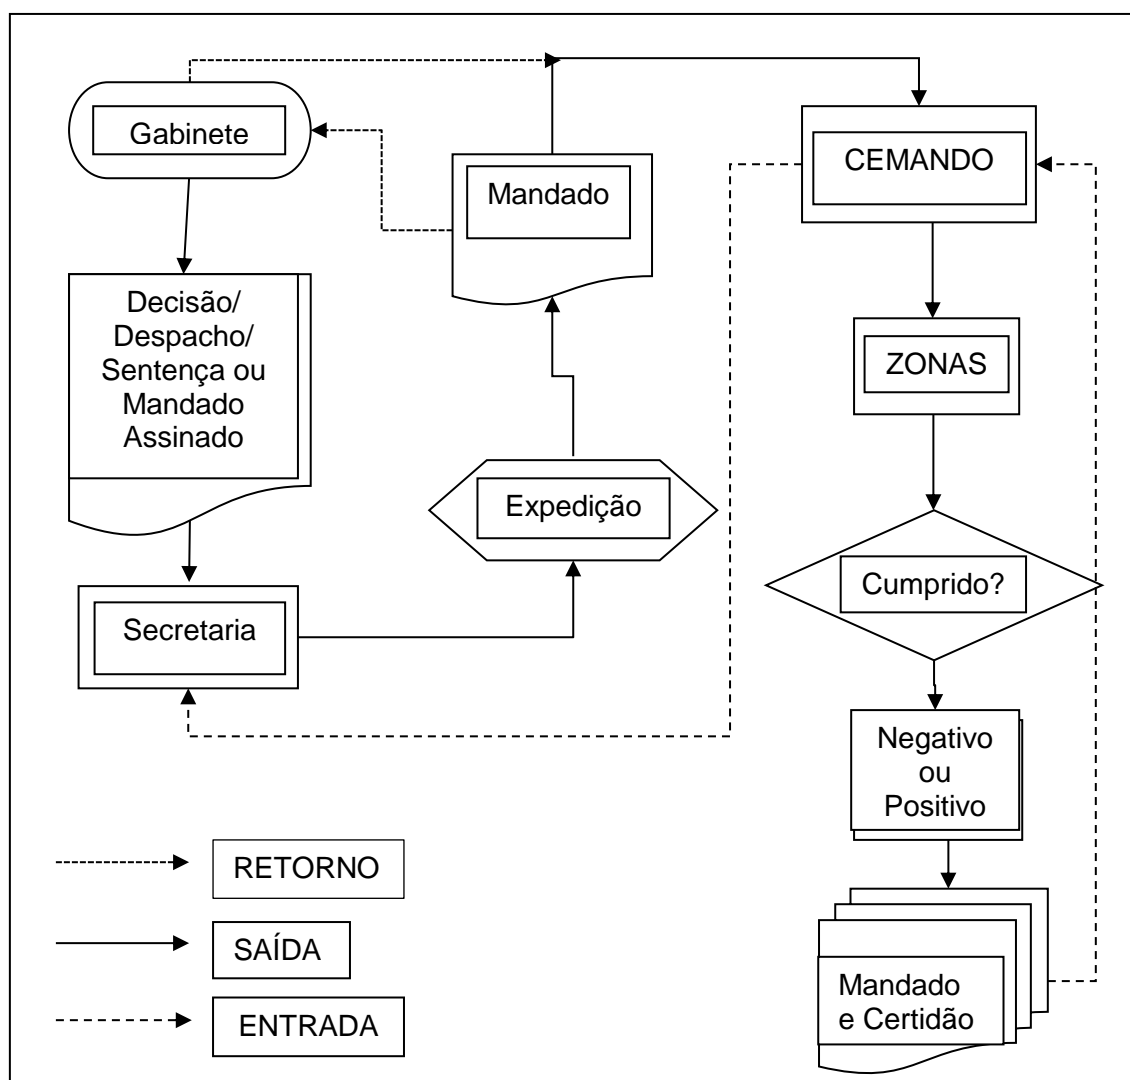 Gabinete
Mandado
CEMANDO
Decisão/
Despacho/
Sentença ou
Mandado
Assinado
ZONAS
Expedição
Cumprido?
Secretaria
Negativo
ou
Positivo
RETORNO
SAÍDA
ENTRADA
Mandado
e Certidão